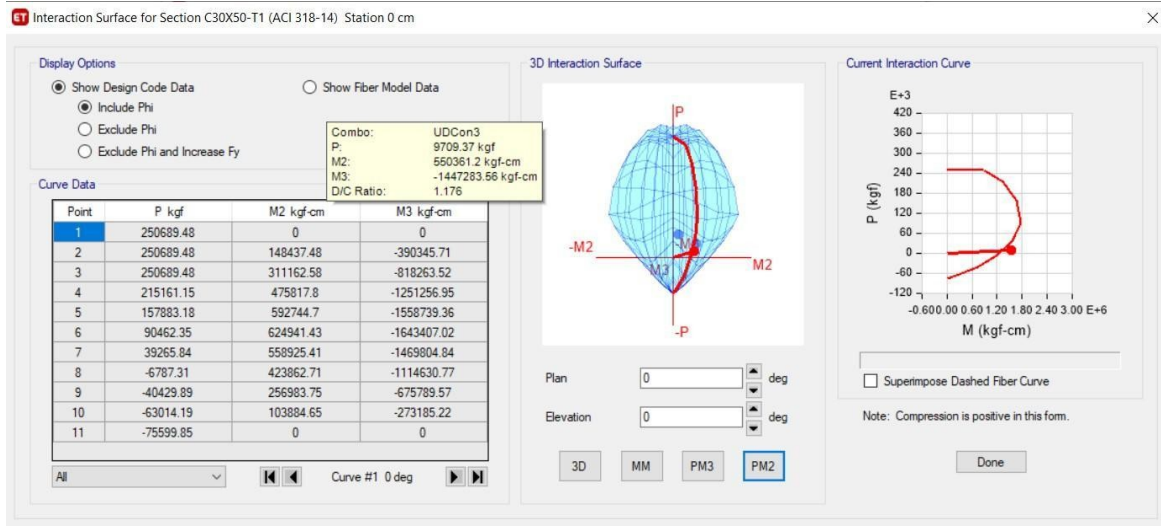 ET Interaction Surface for Section C30X50-T1 (ACI 318-14) Station 0 cm
Display Options
Show Design Code Data
Show Fiber Model Data
Include Phi
Exclude Phi
Exclude Phi and Increase Fy
Combo: UDCon3
P: 9709.37 kgf
M2: 550361.2 kgf-cm
M3: -1447283.56 kgf-cm
D/C Ratio: 1.176
Curve Data
Point P kgf M2 kgf-cm M3 kgf-cm
1 250689.48 0 0
2 250689.48 148437.48 -390345.71
3 250689.48 311162.58 -818263.52
4 215161.15 475817.8 -1251256.95
5 157883.18 592744.7 -1558739.36
6 90462.35 624941.43 -1643407.02
7 39265.84 558925.41 -1469804.84
8 -6787.31 423862.71 -1114630.77
9 -40429.89 256983.75 -675789.57
10 -63014.19 103884.65 -273185.22
11 -75599.85 0 0
All
Curve #1 0 deg
3D Interaction Surface
P
-M2
-M3
M3
M2
-P
Plan 0 deg
Elevation 0 deg
3D MM PM3 PM2
Current Interaction Curve
E+3
420
360
300
240
180
120
60
0
-60
-120
P (kgf)
-0.600.00 0.60 1.20 1.80 2.40 3.00 E+6
M (kgf-cm)
Superimpose Dashed Fiber Curve
Note: Compression is positive in this form.
Done